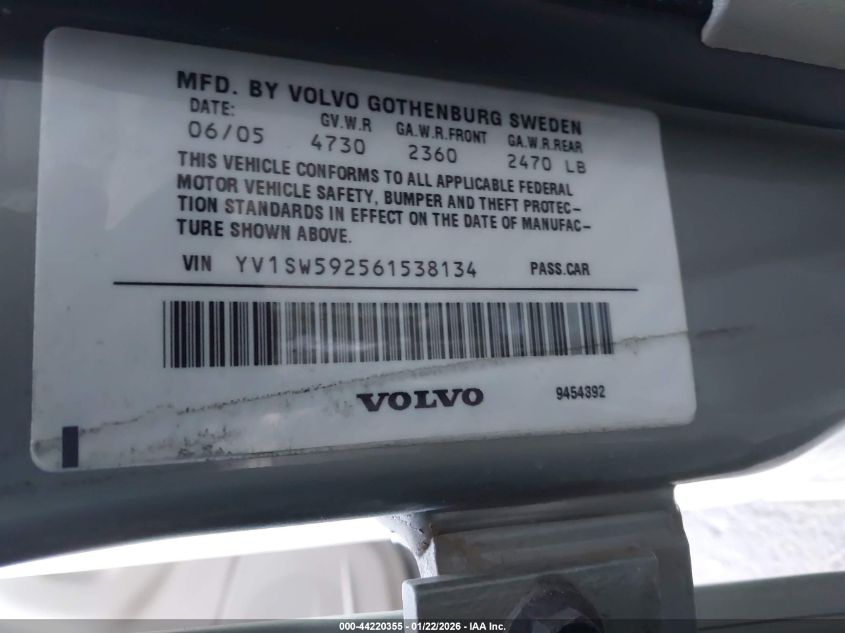 MFD. BY VOLVO GOTHENBURG SWEDEN
DATE: GV.W.R GA.W.R.FRONT GA.W.R.REAR
06/05 4730 2360 2470 LB
THIS VEHICLE CONFORMS TO ALL APPLICABLE FEDERAL
MOTOR VEHICLE SAFETY, BUMPER AND THEFT PROTEC-
TION STANDARDS IN EFFECT ON THE DATE OF MANUFAC-
TURE SHOWN ABOVE.
VIN YV1SW592561538134 PASS.CAR
VOLVO 9454392
000-44220355 - 01/22/2026 - IAA Inc.